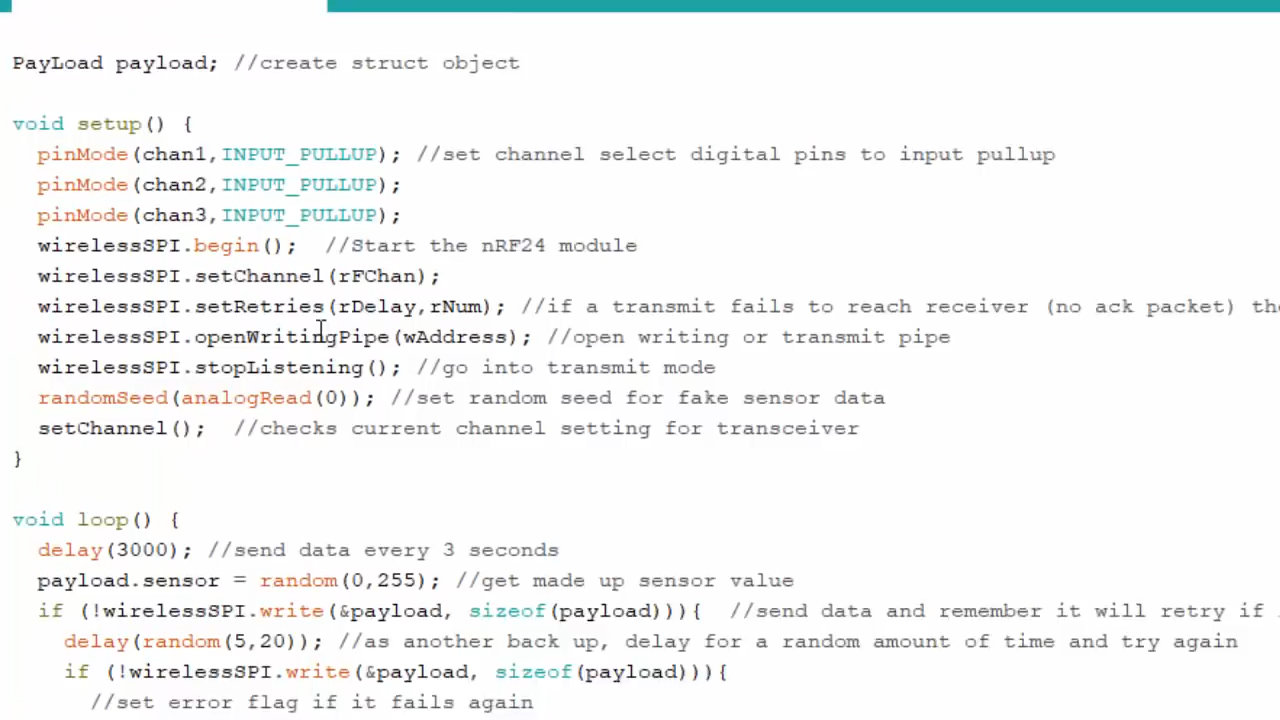 PayLoad payload; //create struct object
void setup() {
pinMode(chan1,INPUT_PULLUP); //set channel select digital pins to input pullup
pinMode(chan2,INPUT_PULLUP);
pinMode(chan3,INPUT_PULLUP);
wirelessSPI.begin(); //Start the nRF24 module
wirelessSPI.setChannel(rFChan);
wirelessSPI.setRetries(rDelay,rNum); //if a transmit fails to reach receiver (no ack packet) th
wirelessSPI.openWritingPipe(wAddress); //open writing or transmit pipe
wirelessSPI.stopListening(); //go into transmit mode
randomSeed(analogRead(0)); //set random seed for fake sensor data
setChannel(); //checks current channel setting for transceiver
}
void loop() {
delay(3000); //send data every 3 seconds
payload.sensor = random(0,255); //get made up sensor value
if (!wirelessSPI.write(&payload, sizeof(payload))){ //send data and remember it will retry if
delay(random(5,20)); //as another back up, delay for a random amount of time and try again
if (!wirelessSPI.write(&payload, sizeof(payload))){
//set error flag if it fails again